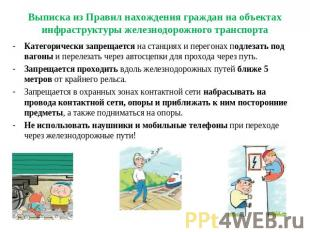 Выписка из Правил нахождения граждан на объектах
инфраструктуры железнодорожного транспорта
- Категорически запрещается на станциях и перегонах подлезать под
вагоны и перелезать через автосцепки для прохода через путь.
- Запрещается проходить вдоль железнодорожных путей ближе 5
метров от крайнего рельса.
- Запрещается в охранных зонах контактной сети набрасывать на
провода контактной сети, опоры и приближать к ним посторонние
предметы, а также подниматься на опоры.
- Не использовать наушники и мобильные телефоны при переходе
через железнодорожные пути!
PPt4WEB.ru